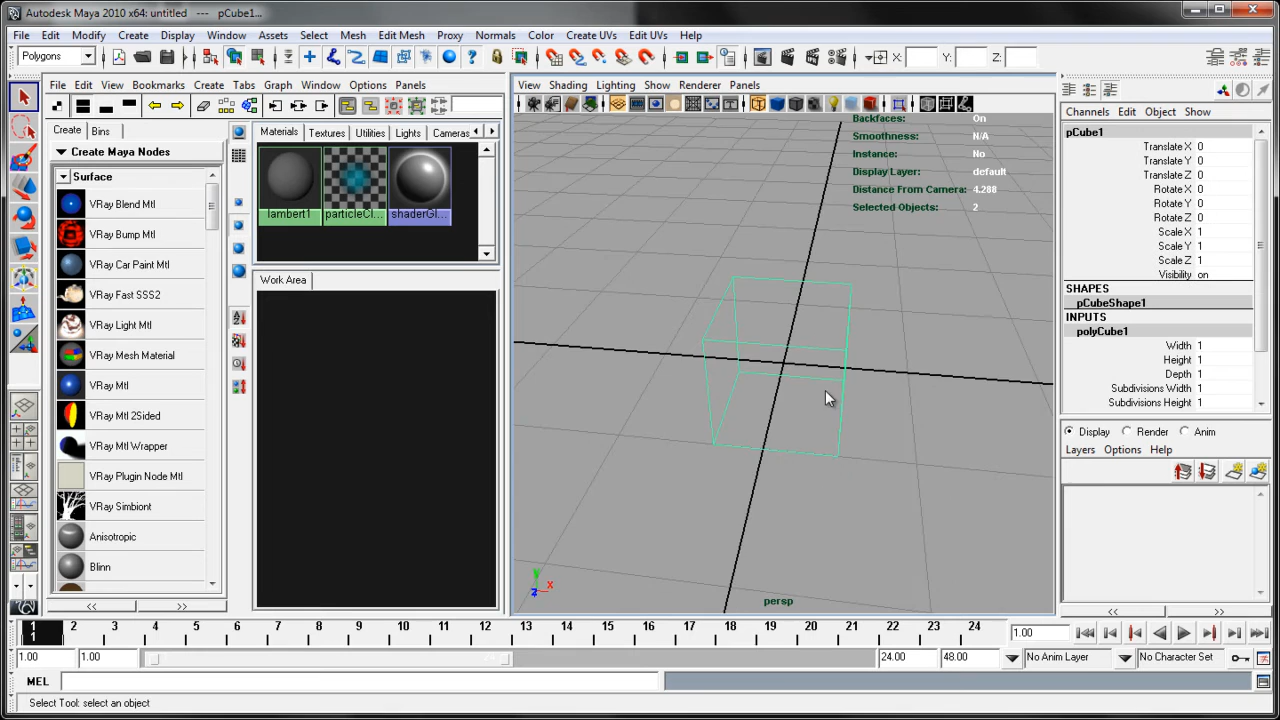 Autodesk Maya 2010 x64: untitled   ---   pCube1...
File Edit Modify Create Display Window Assets Select Mesh Edit Mesh Proxy Normals Color Create UVs Edit UVs Help
Polygons X: Y: Z:
File Edit View Bookmarks Create Tabs Graph Window Options Panels
View Shading Lighting Show Renderer Panels
Channels Edit Object Show
Create Bins
Create Maya Nodes
Surface
VRay Blend Mtl
VRay Bump Mtl
VRay Car Paint Mtl
VRay Fast SSS2
VRay Light Mtl
VRay Mesh Material
VRay Mtl
VRay Mtl 2Sided
VRay Mtl Wrapper
VRay Plugin Node Mtl
VRay Simbiont
Anisotropic
Blinn
<< >>
Materials Textures Utilities Lights Cameras
lambert1 particleCl... shaderGl...
Work Area
Backfaces: On
Smoothness: N/A
Instance: No
Display Layer: default
Distance From Camera: 4.288
Selected Objects: 2
y x z
persp
pCube1
Translate X 0
Translate Y 0
Translate Z 0
Rotate X 0
Rotate Y 0
Rotate Z 0
Scale X 1
Scale Y 1
Scale Z 1
Visibility on
SHAPES
pCubeShape1
INPUTS
polyCube1
Width 1
Height 1
Depth 1
Subdivisions Width 1
Subdivisions Height 1
Display Render Anim
Layers Options Help
<< >>
1 2 3 4 5 6 7 8 9 10 11 12 13 14 15 16 17 18 19 20 21 22 23 24 1.00
1
1.00 1.00 24.00 48.00 No Anim Layer No Character Set
MEL
Select Tool: select an object